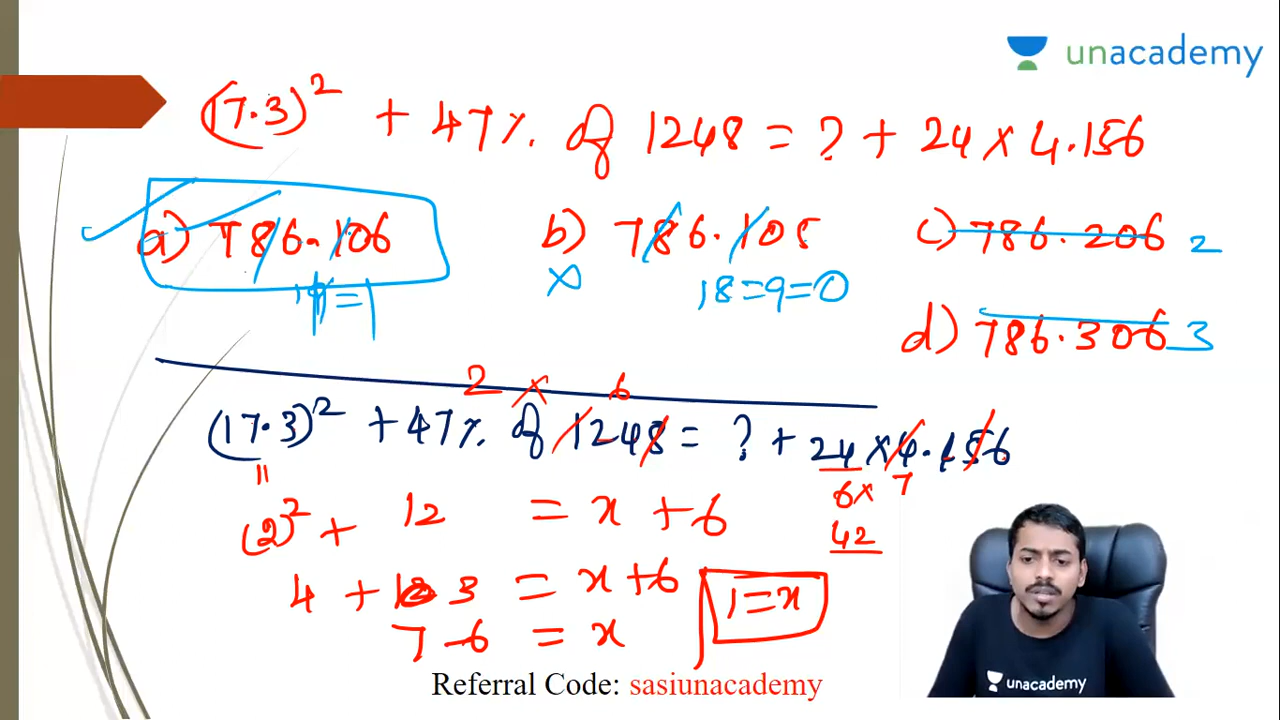 unacademy
(17.3)² + 47%. of 1248 = ? + 24 × 4.156
a) 786.106 b) 786.105 c) 786.206 2
× 18=9=0
=1
d) 786.306 3
2 × 6
(17.3)² + 47%. of 1248 = ? + 24 × 4.156
11 6× 7
(2)² + 12 = x + 6 42
4 + 3 = x + 6 1 = x
7 - 6 = x
unacademy
Referral Code: sasiunacademy